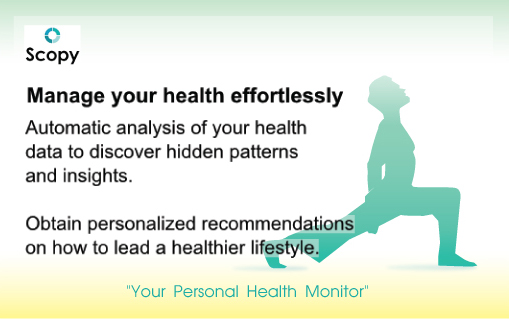 Scopy
Manage your health effortlessly
Automatic analysis of your health
data to discover hidden patterns
and insights.
Obtain personalized recommendations
on how to lead a healthier lifestyle.
"Your Personal Health Monitor"